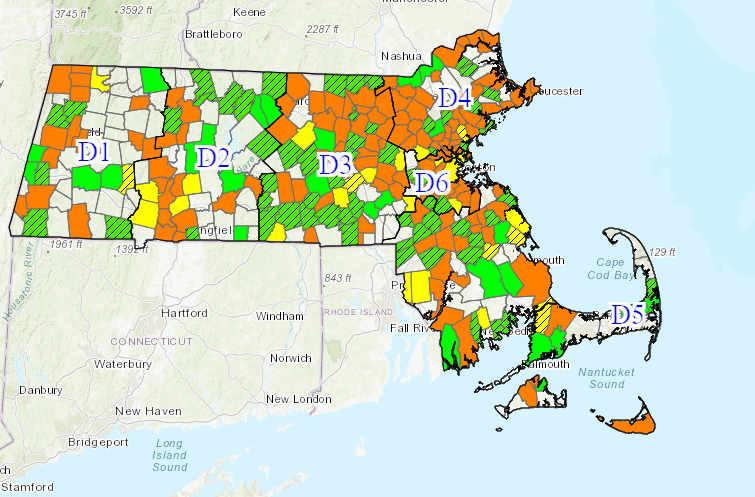 3745 ft
3592 ft
Keene
Brattleboro
2287 ft
Nashua
D4
D1
D2
D3
D6
1961 ft
1392 ft
843 ft
Cape
Cod Bay
129 ft
D5
Housatonic River
Hartford
Windham
RHODE ISLAND
Fall
CONNECTICUT
Waterbury
Norwich
Nantucket
Sound
Danbury
New London
New Haven
Bridgeport
Long
Island
Sound
Stamford